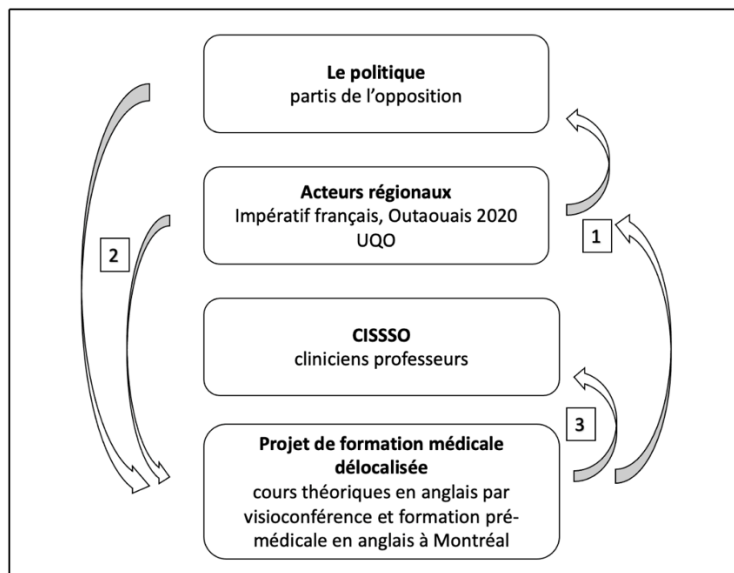 Le politique
partis de l'opposition
Acteurs régionaux
Impératif français, Outaouais 2020
UQO
1
2
CISSSO
cliniciens professeurs
3
Projet de formation médicale
délocalisée
cours théoriques en anglais par
visioconférence et formation pré-
médicale en anglais à Montréal